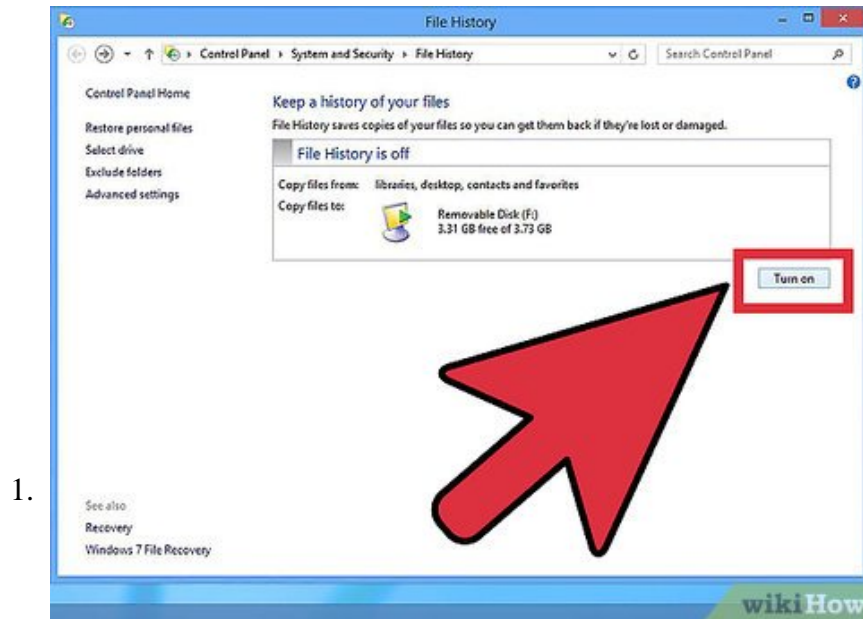 File History
Control Panel System and Security File History
Search Control Panel
Control Panel Home
Restore personal files
Select drive
Exclude folders
Advanced settings
Keep a history of your files
File History saves copies of your files so you can get them back if they're lost or damaged.
File History is off
Copy files from: libraries, desktop, contacts and favorites
Copy files to:
Removable Disk (F:)
3.31 GB free of 3.73 GB
Turn on
1.
See also
Recovery
Windows 7 File Recovery
wikiHow